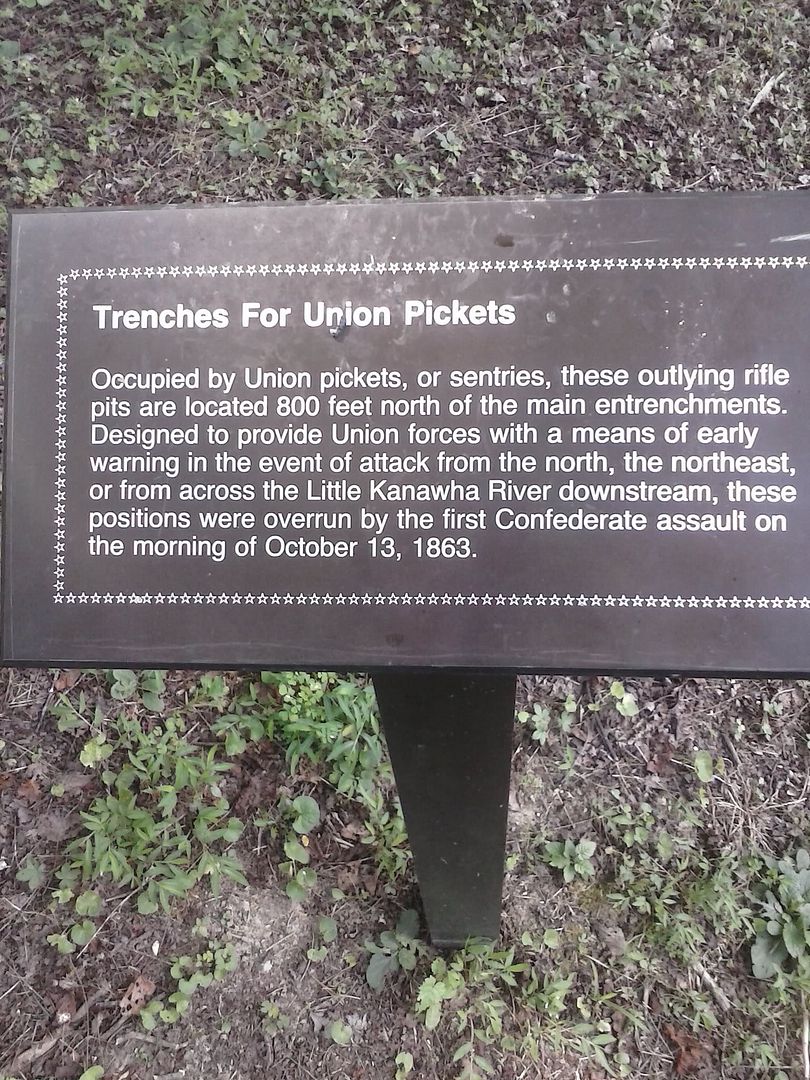 Trenches For Union Pickets
Occupied by Union pickets, or sentries, these outlying rifle
pits are located 800 feet north of the main entrenchments.
Designed to provide Union forces with a means of early
warning in the event of attack from the north, the northeast,
or from across the Little Kanawha River downstream, these
positions were overrun by the first Confederate assault on
the morning of October 13, 1863.